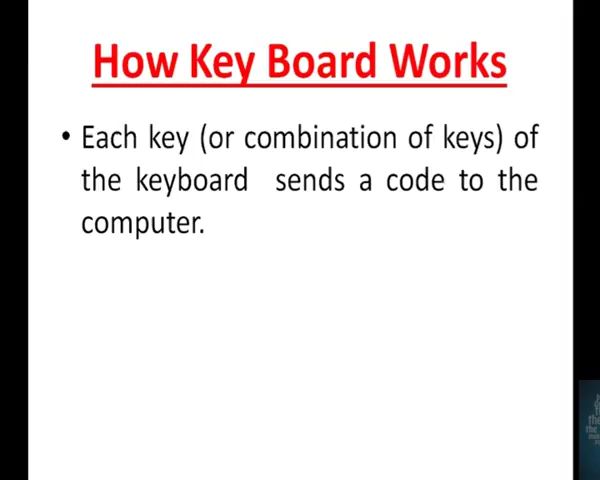 How Key Board Works
• Each key (or combination of keys) of
the keyboard sends a code to the
computer.